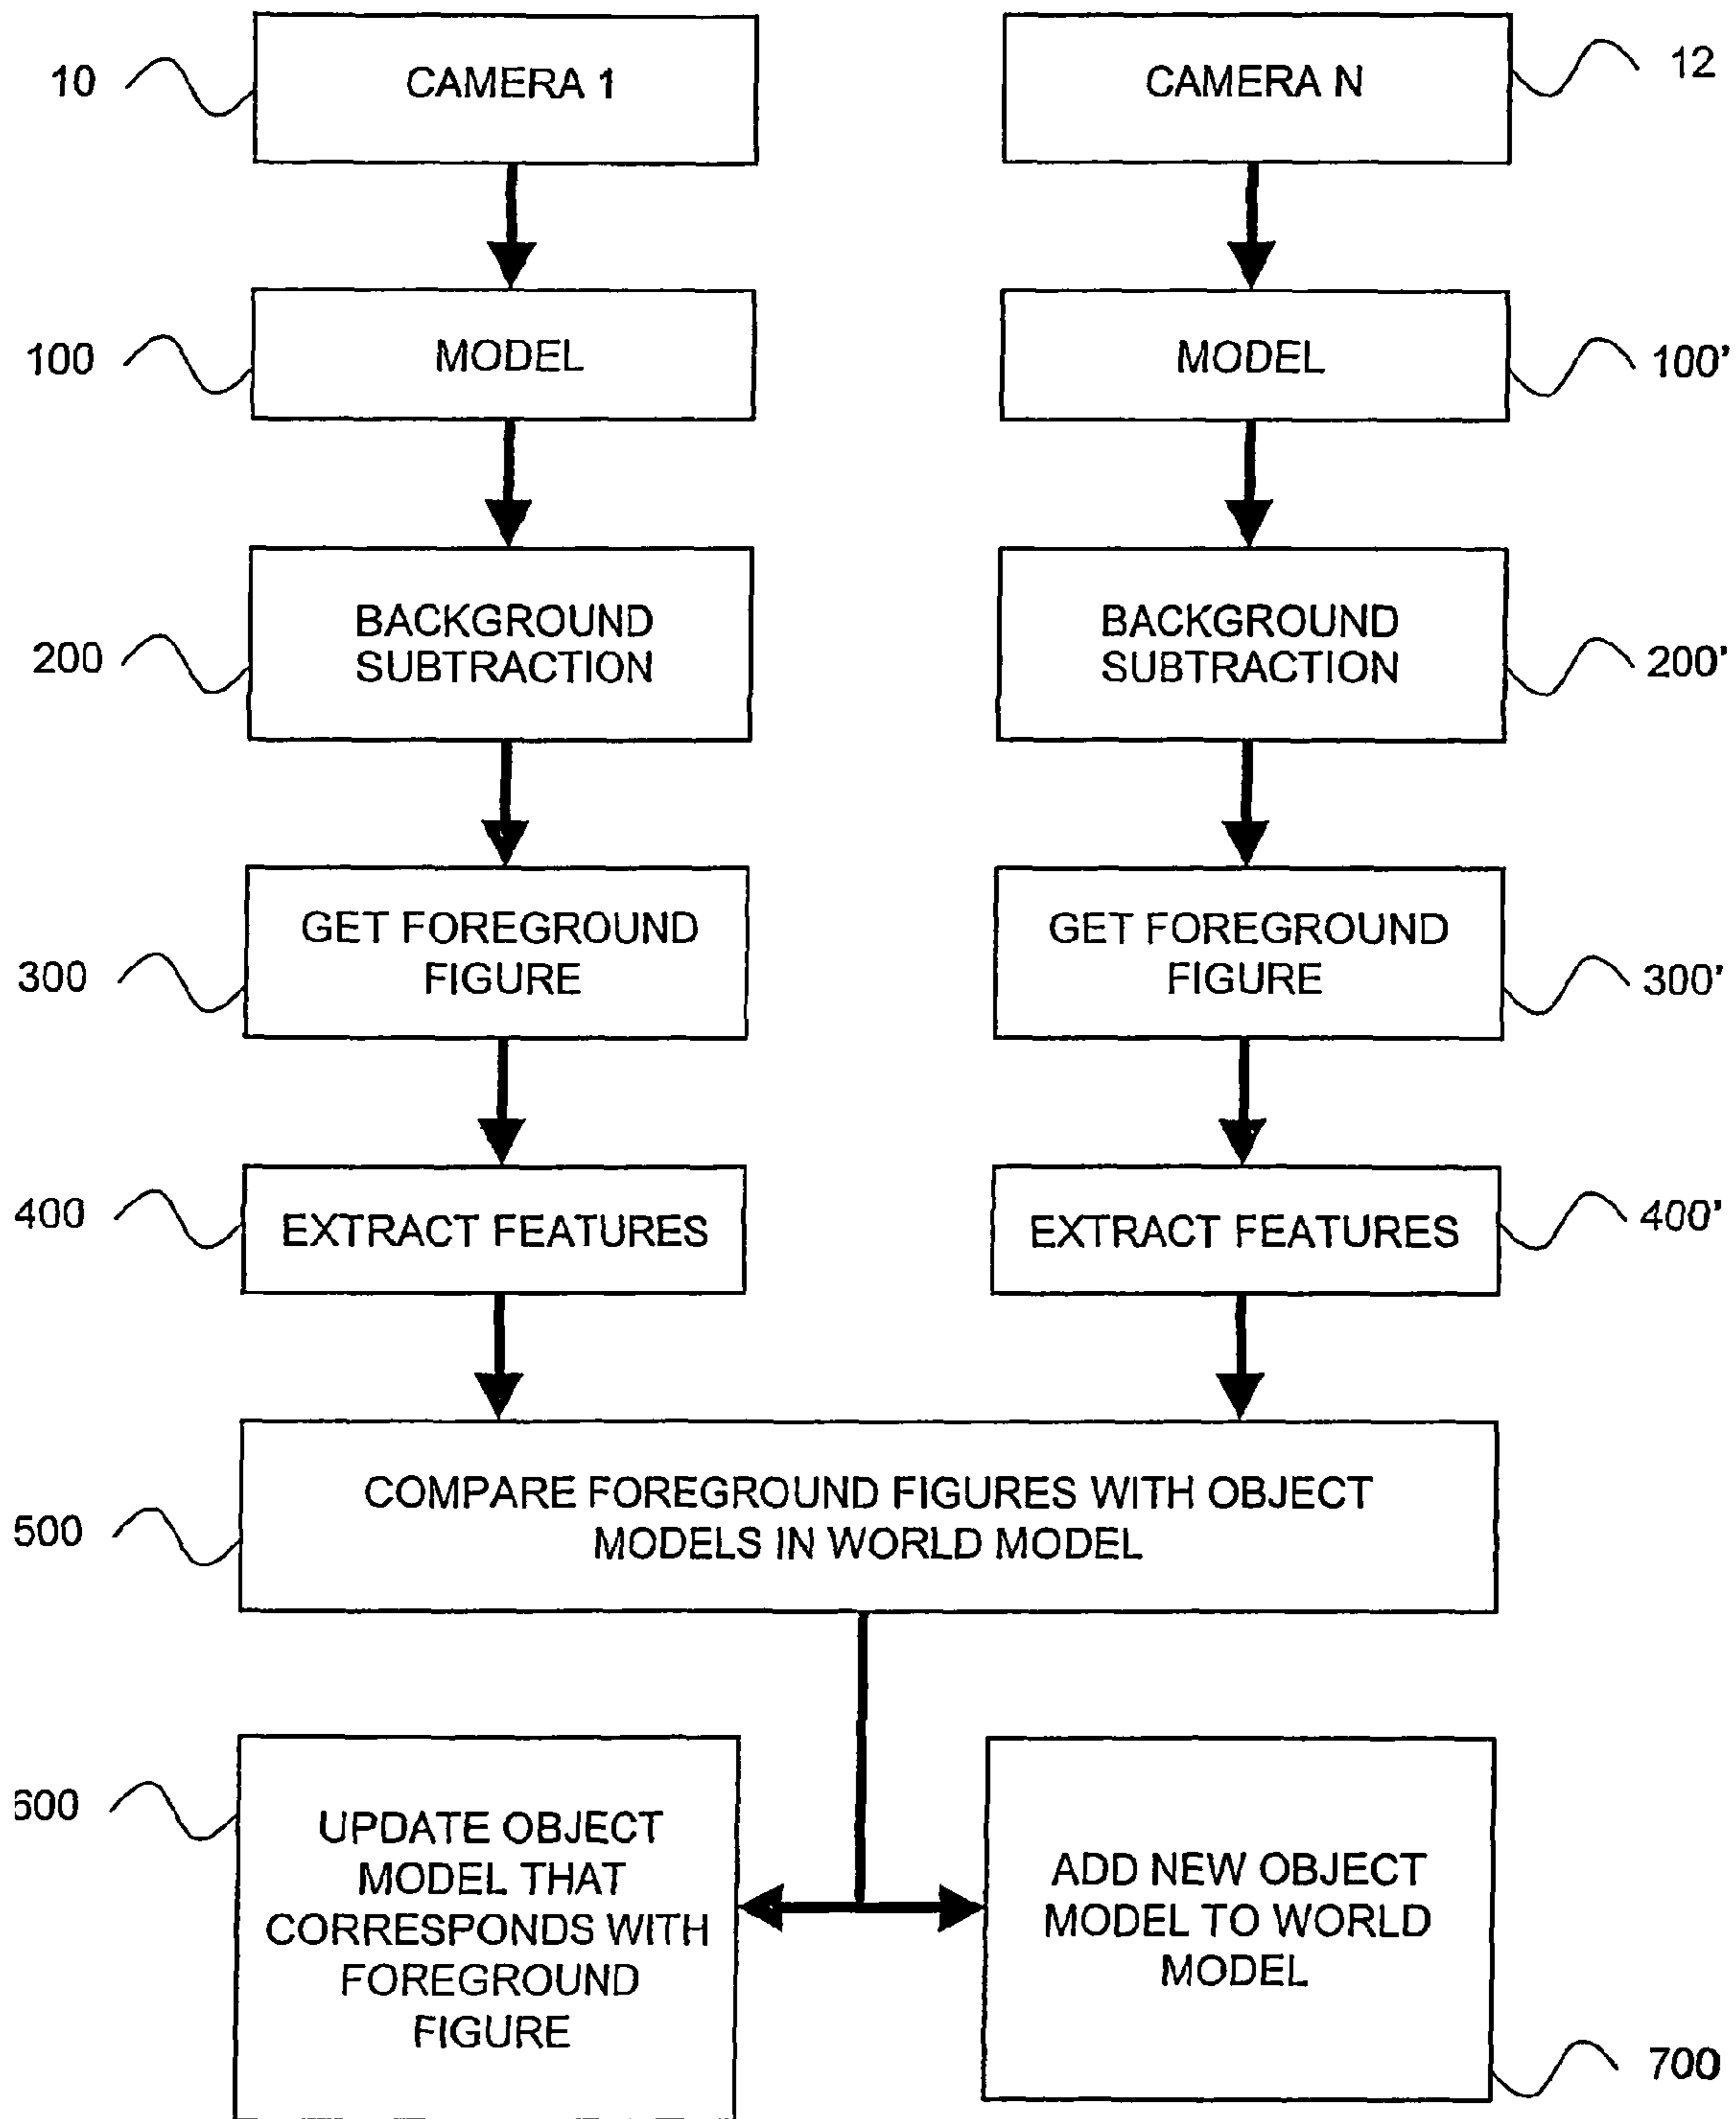 10
CAMERA 1
CAMERA N
12
100
MODEL
MODEL
100'
200
BACKGROUND
SUBTRACTION
BACKGROUND
SUBTRACTION
200'
300
GET FOREGROUND
FIGURE
GET FOREGROUND
FIGURE
300'
400
EXTRACT FEATURES
EXTRACT FEATURES
400'
500
COMPARE FOREGROUND FIGURES WITH OBJECT
MODELS IN WORLD MODEL
600
UPDATE OBJECT
MODEL THAT
CORRESPONDS WITH
FOREGROUND
FIGURE
ADD NEW OBJECT
MODEL TO WORLD
MODEL
700